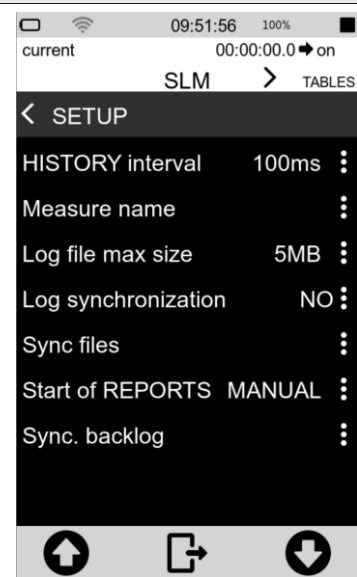 09:51:56 100%
current 00:00:00.0 → on
SLM > TABLES
< SETUP
HISTORY interval 100ms
Measure name
Log file max size 5MB
Log synchronization NO
Sync files
Start of REPORTS MANUAL
Sync. backlog